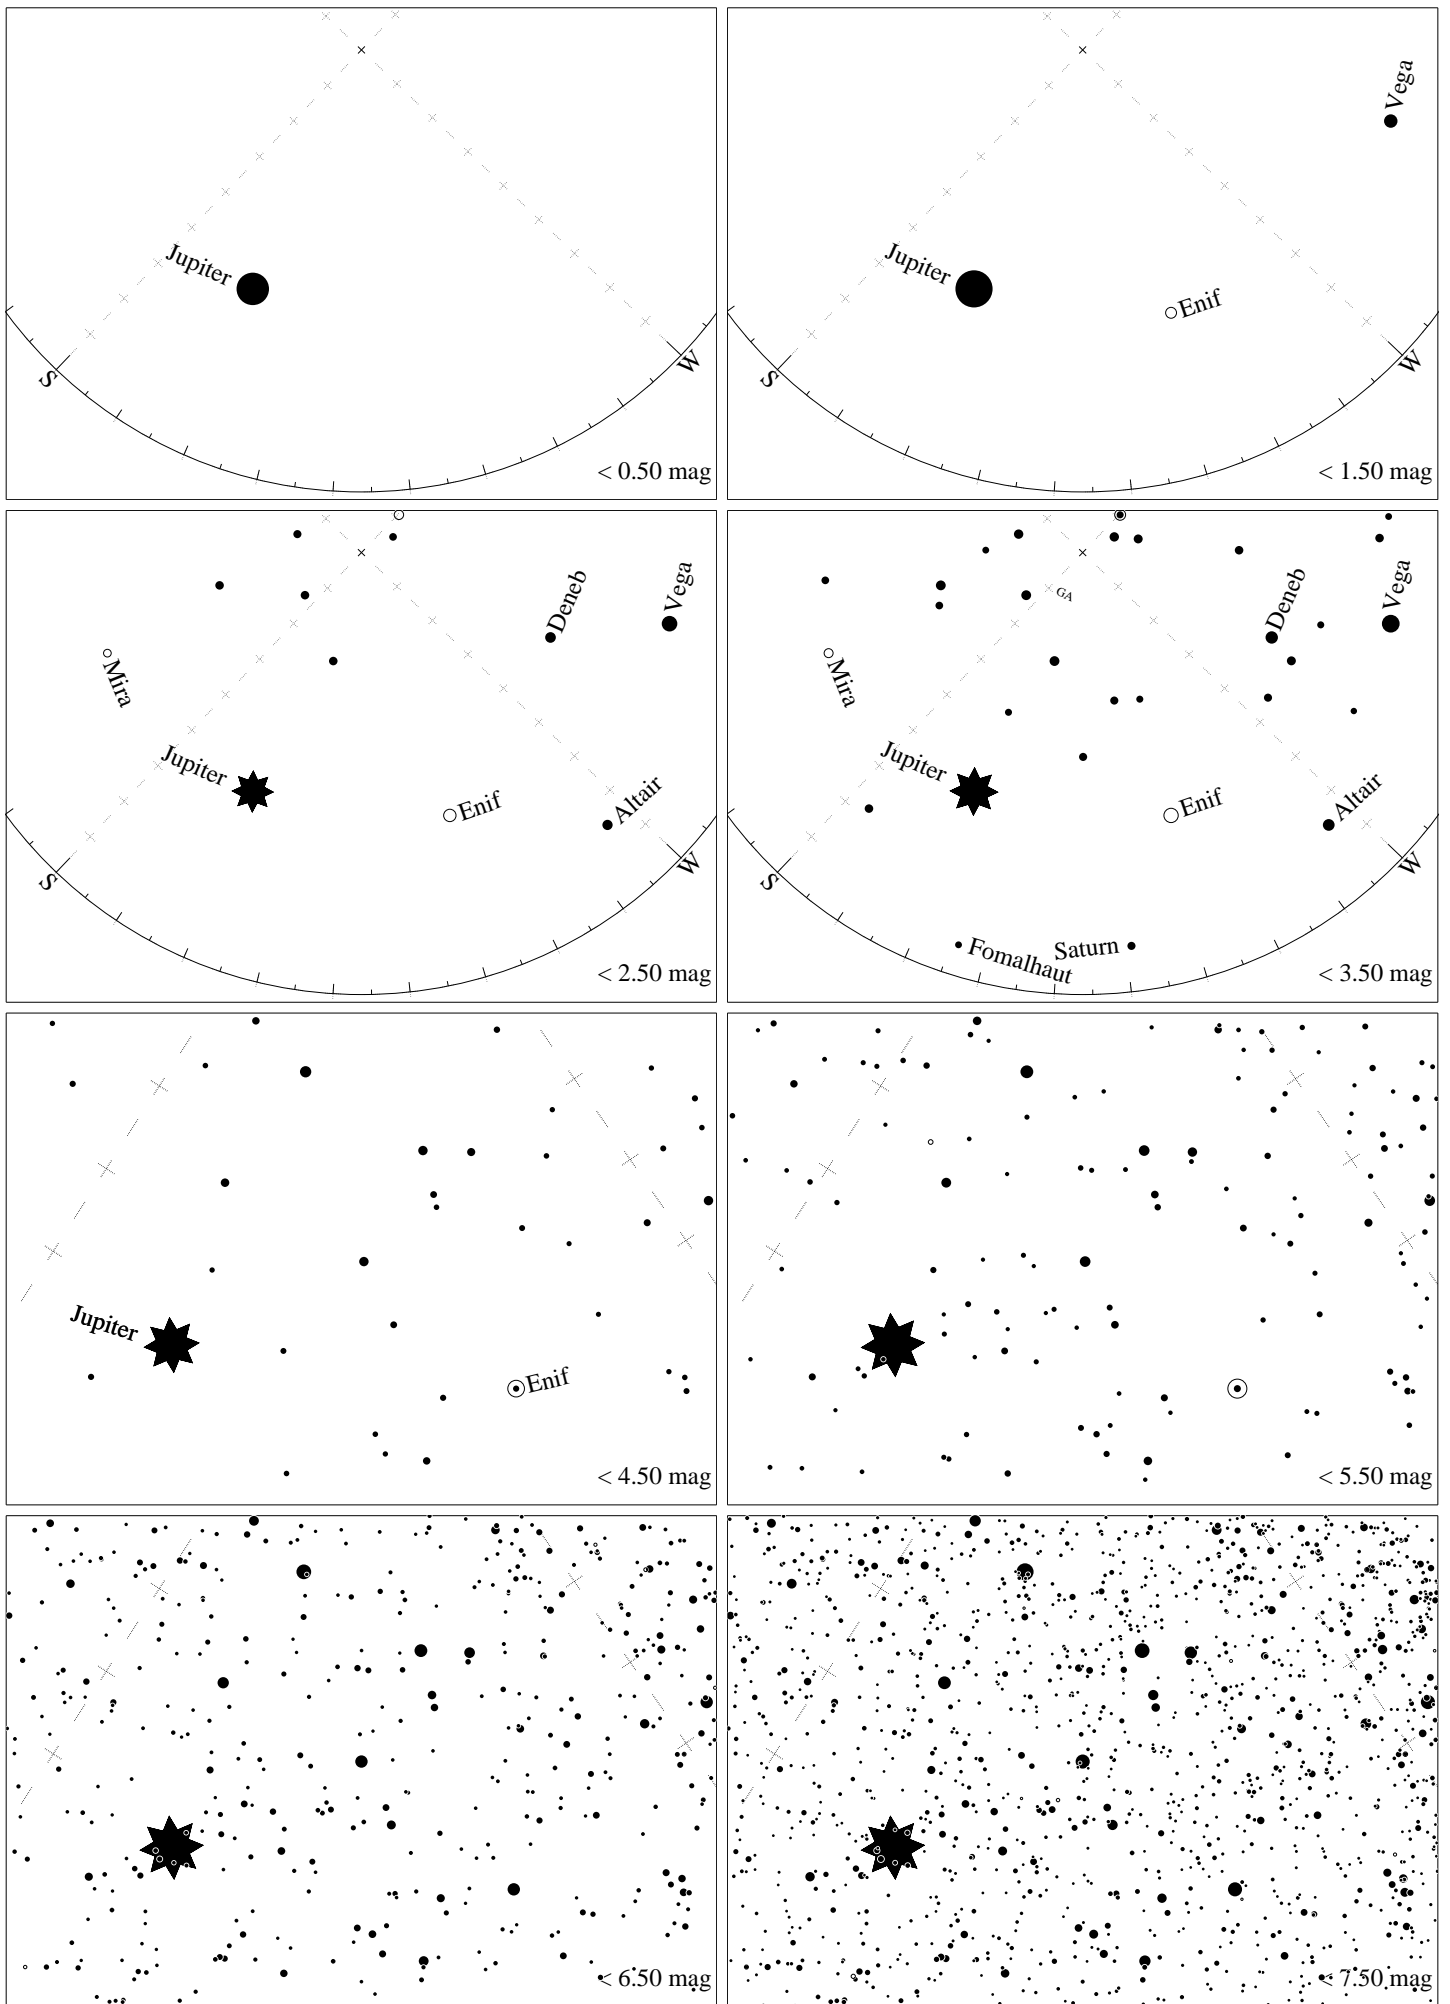 Jupiter
S
W
< 0.50 mag
Vega
Jupiter
Enif
S
W
< 1.50 mag
Deneb
Vega
Mira
Jupiter
Enif
Altair
S
W
< 2.50 mag
GA
Deneb
Vega
Mira
Jupiter
Enif
Altair
S
W
Fomalhaut
Saturn
< 3.50 mag
Jupiter
Enif
< 4.50 mag
< 5.50 mag
< 6.50 mag
< 7.50 mag